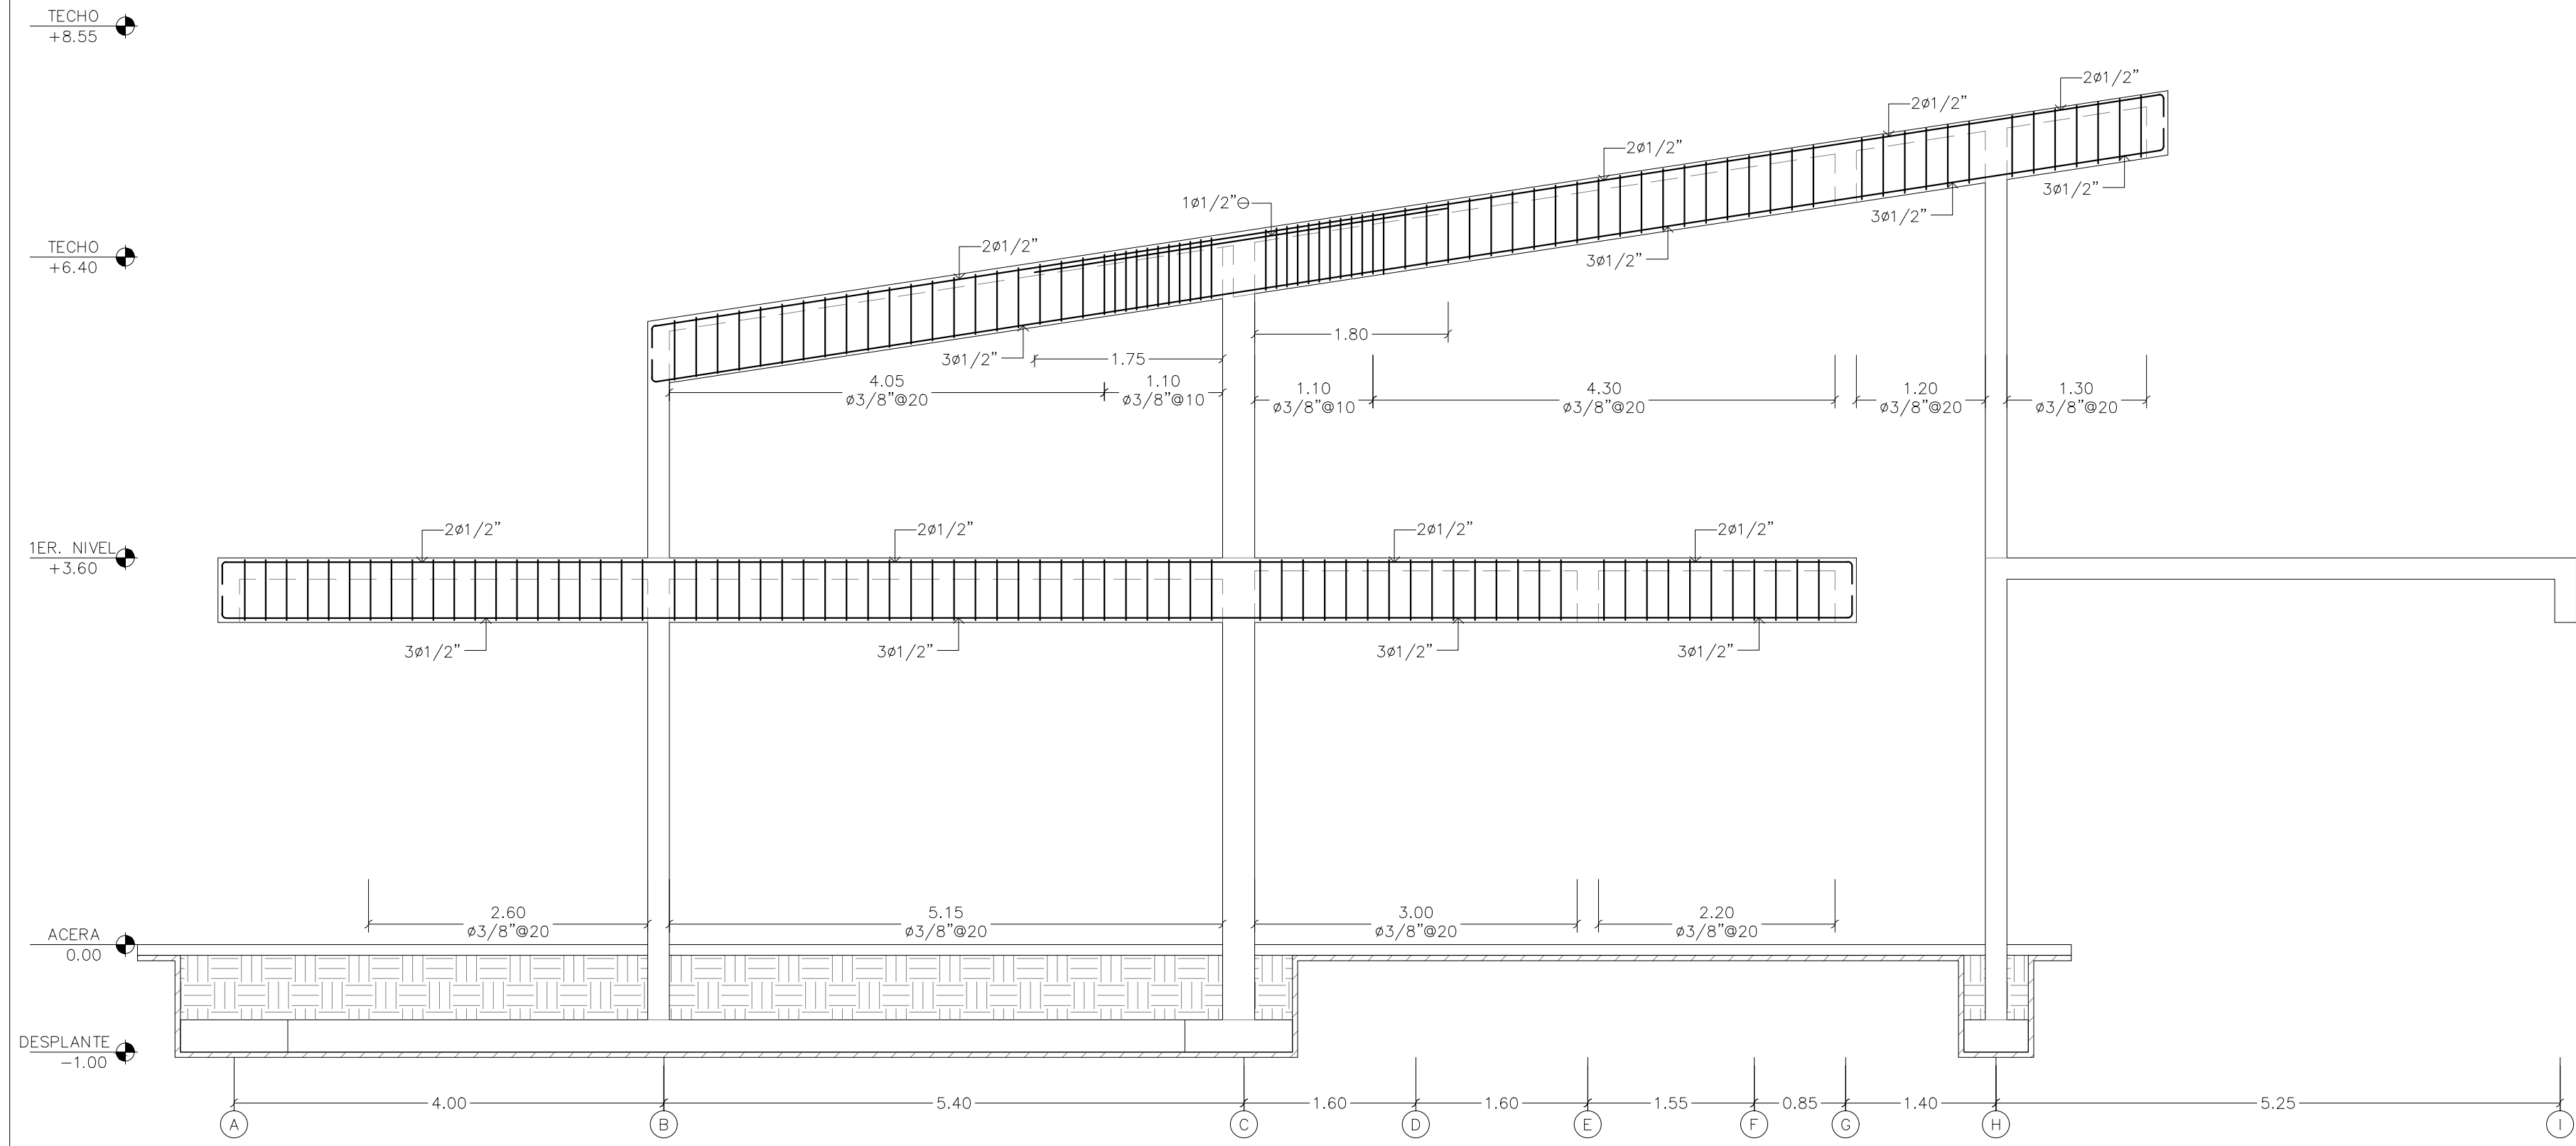 TECHO
+8.55
2ø1/2"
2ø1/2"
2ø1/2"
3ø1/2"
1ø1/2"⊖
3ø1/2"
2ø1/2"
TECHO
+6.40
3ø1/2"
1.80
3ø1/2"
1.75
4.05
ø3/8"@20
1.10
ø3/8"@10
1.10
ø3/8"@10
4.30
ø3/8"@20
1.20
ø3/8"@20
1.30
ø3/8"@20
2ø1/2"
2ø1/2"
2ø1/2"
2ø1/2"
1ER. NIVEL
+3.60
3ø1/2"
3ø1/2"
3ø1/2"
3ø1/2"
2.60
ø3/8"@20
5.15
ø3/8"@20
3.00
ø3/8"@20
2.20
ø3/8"@20
ACERA
0.00
DESPLANTE
-1.00
4.00
5.40
1.60
1.60
1.55
0.85
1.40
5.25
A
B
C
D
E
F
G
H
I